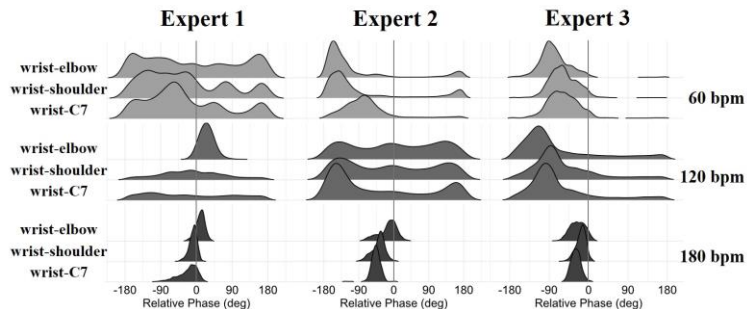 Expert 1 Expert 2 Expert 3
wrist-elbow
wrist-shoulder
wrist-C7
60 bpm
wrist-elbow
wrist-shoulder
wrist-C7
120 bpm
wrist-elbow
wrist-shoulder
wrist-C7
180 bpm
-180 -90 0 90 180 -180 -90 0 90 180 -180 -90 0 90 180
Relative Phase (deg) Relative Phase (deg) Relative Phase (deg)